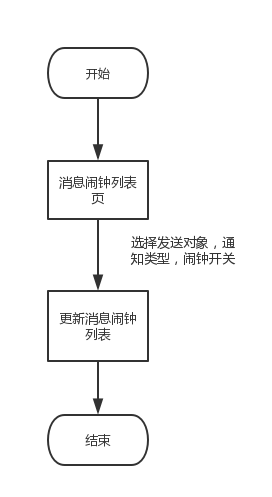 开始
消息闹钟列表
页
选择发送对象，通
知类型，闹钟开关
更新消息闹钟
列表
结束